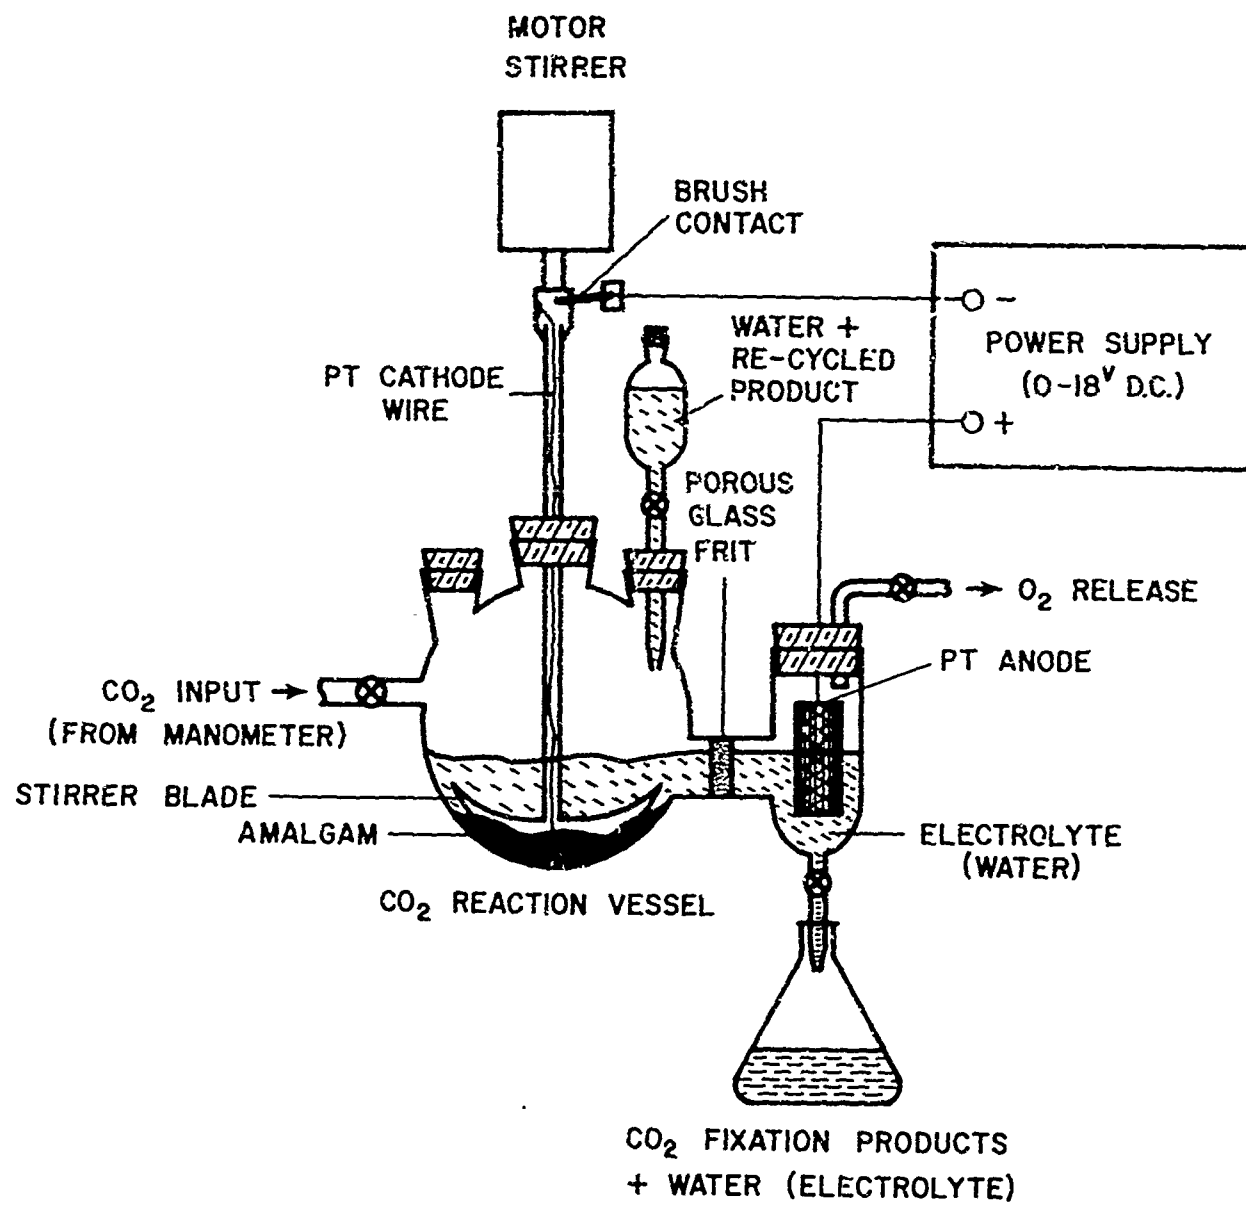 MOTOR
STIRRER
BRUSH
CONTACT
−
POWER SUPPLY
(0-18ⱽ D.C.)
+
WATER +
RE-CYCLED
PRODUCT
PT CATHODE
WIRE
POROUS
GLASS
FRIT
O₂ RELEASE
PT ANODE
CO₂ INPUT
(FROM MANOMETER)
STIRRER BLADE
AMALGAM
ELECTROLYTE
(WATER)
CO₂ REACTION VESSEL
CO₂ FIXATION PRODUCTS
+ WATER (ELECTROLYTE)